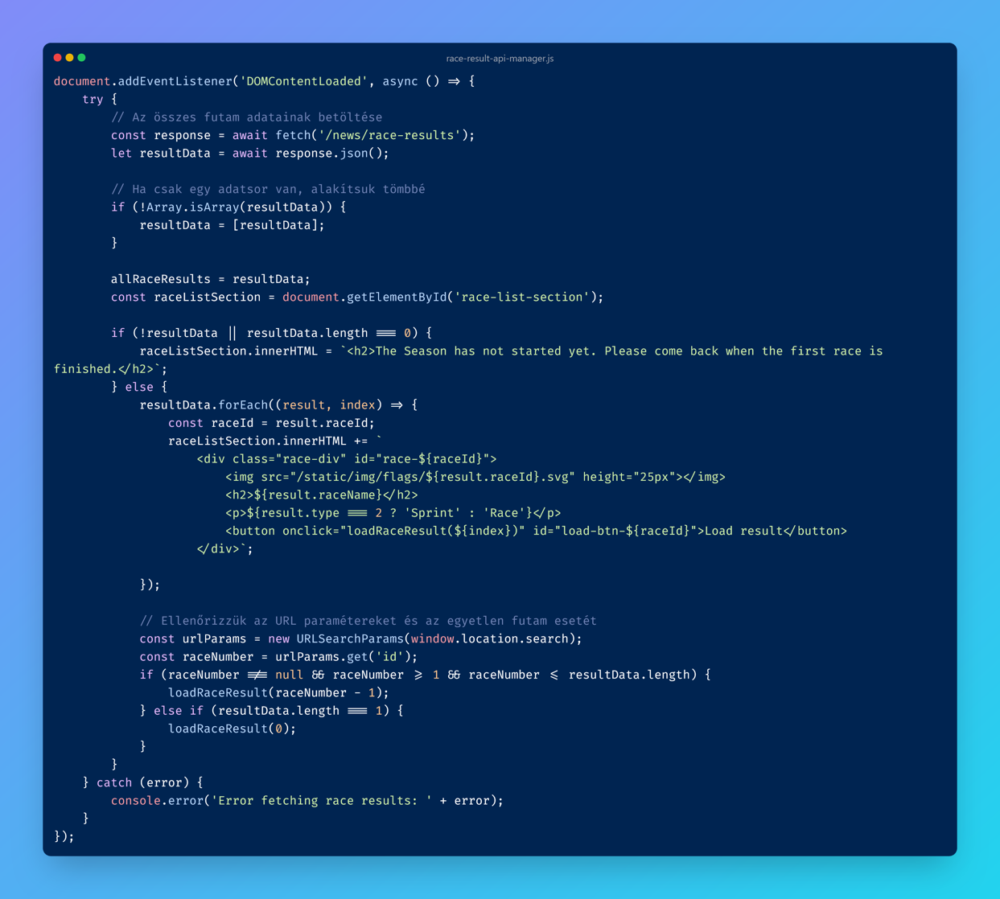 race-result-api-manager.js
document.addEventListener('DOMContentLoaded', async () => {
    try {
        // Az összes futam adatainak betöltése
        const response = await fetch('/news/race-results');
        let resultData = await response.json();

        // Ha csak egy adatsor van, alakítsuk tömbbé
        if (!Array.isArray(resultData)) {
            resultData = [resultData];
        }

        allRaceResults = resultData;
        const raceListSection = document.getElementById('race-list-section');

        if (!resultData || resultData.length === 0) {
            raceListSection.innerHTML = `<h2>The Season has not started yet. Please come back when the first race is
finished.</h2>`;
        } else {
            resultData.forEach((result, index) => {
                const raceId = result.raceId;
                raceListSection.innerHTML += `
                    <div class="race-div" id="race-${raceId}">
                        <img src="/static/img/flags/${result.raceId}.svg" height="25px"></img>
                        <h2>${result.raceName}</h2>
                        <p>${result.type === 2 ? 'Sprint' : 'Race'}</p>
                        <button onclick="loadRaceResult(${index})" id="load-btn-${raceId}">Load result</button>
                    </div>`;

            });

            // Ellenőrizzük az URL paramétereket és az egyetlen futam esetét
            const urlParams = new URLSearchParams(window.location.search);
            const raceNumber = urlParams.get('id');
            if (raceNumber !== null && raceNumber >= 1 && raceNumber <= resultData.length) {
                loadRaceResult(raceNumber - 1);
            } else if (resultData.length === 1) {
                loadRaceResult(0);
            }
        }
    } catch (error) {
        console.error('Error fetching race results: ' + error);
    }
});